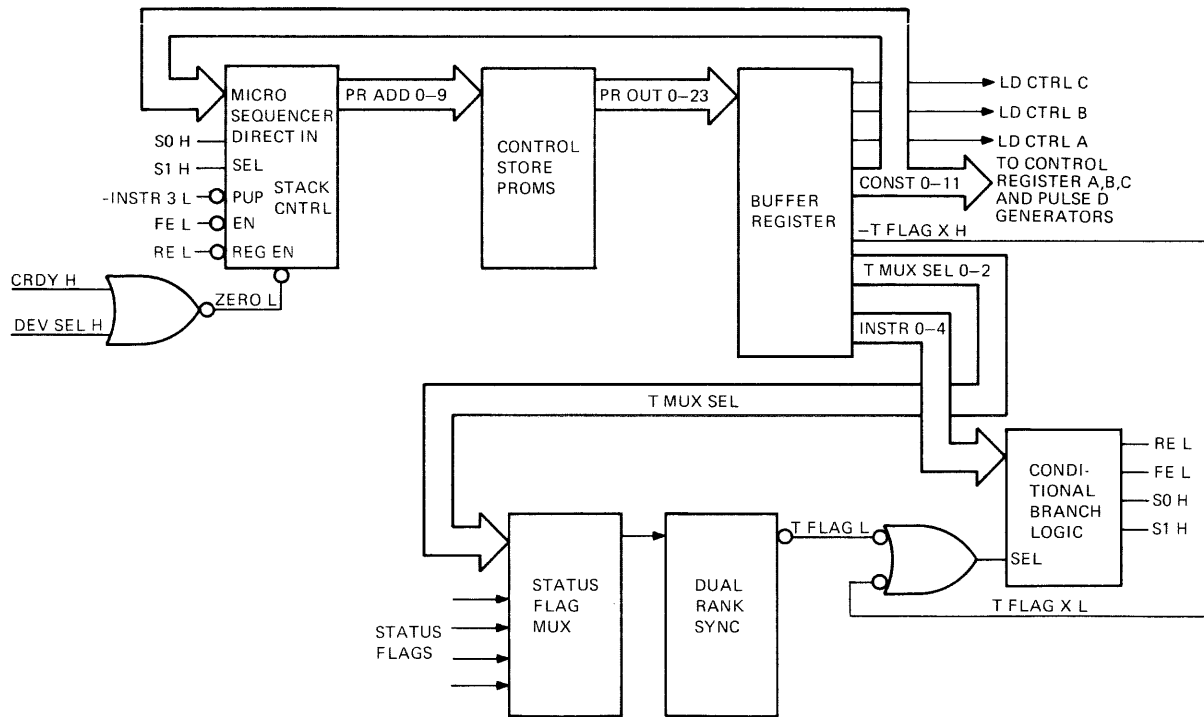 MICRO
SEQUENCER
DIRECT IN
SEL
STACK
PUP
CNTRL
EN
REG EN
S0 H
S1 H
-INSTR 3 L
FE L
RE L
CRDY H
DEV SEL H
ZERO L
PR ADD 0–9
CONTROL
STORE
PROMS
PR OUT 0–23
BUFFER
REGISTER
LD CTRL C
LD CTRL B
LD CTRL A
CONST 0–11
TO CONTROL
REGISTER A,B,C
AND PULSE D
GENERATORS
–T FLAG X H
T MUX SEL 0–2
INSTR 0–4
T MUX SEL
STATUS
FLAGS
STATUS
FLAG
MUX
DUAL
RANK
SYNC
T FLAG L
T FLAG X L
SEL
CONDI-
TIONAL
BRANCH
LOGIC
RE L
FE L
S0 H
S1 H